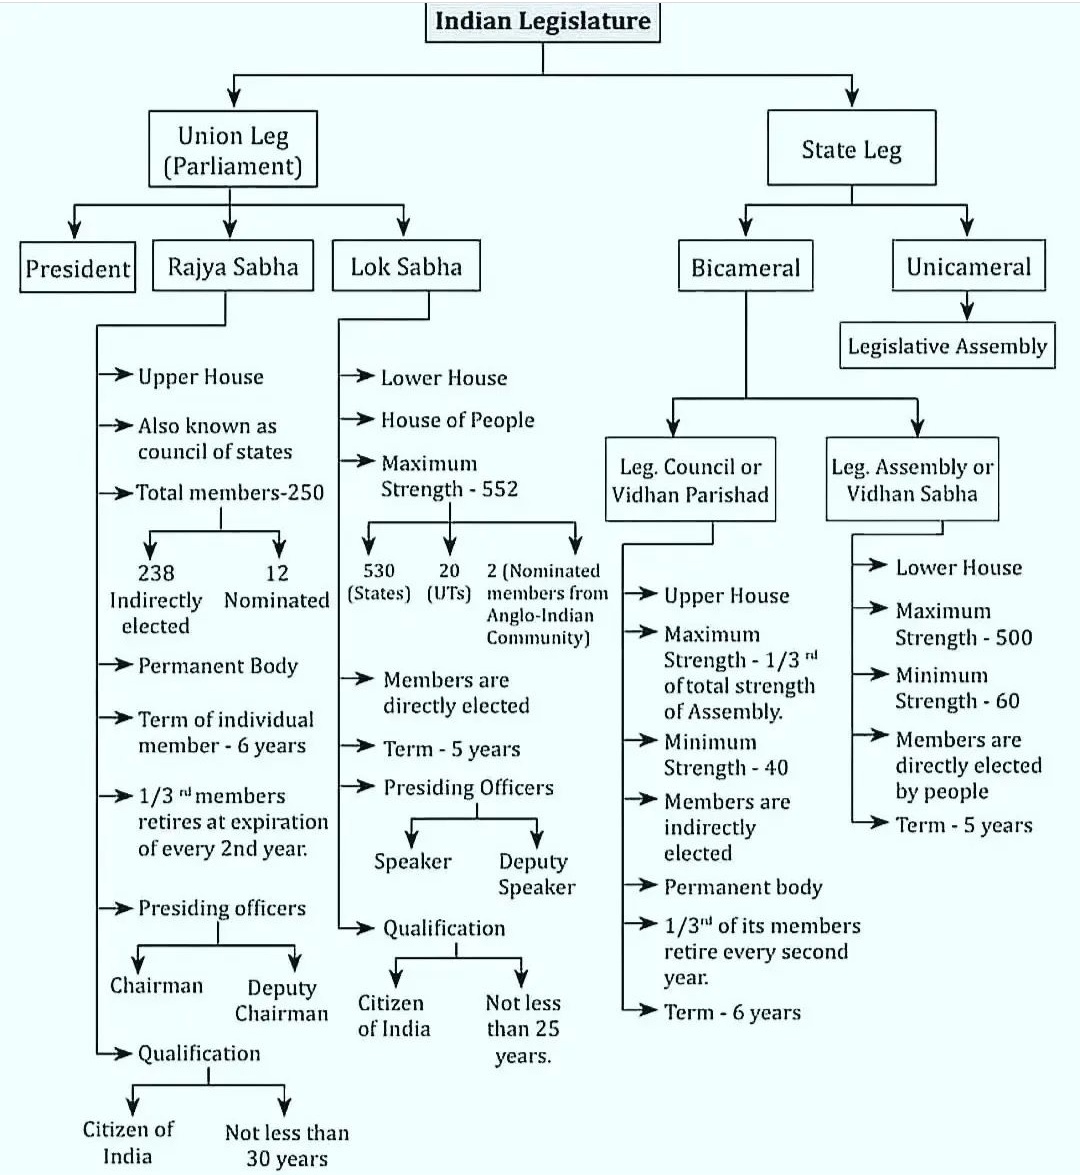 Indian Legislature
Union Leg
(Parliament)
State Leg
President
Rajya Sabha
Lok Sabha
Bicameral
Unicameral
Legislative Assembly
Upper House
Also known as
council of states
Total members-250
238
Indirectly
elected
12
Nominated
Permanent Body
Term of individual
member - 6 years
1/3 rd members
retires at expiration
of every 2nd year.
Presiding officers
Chairman
Deputy
Chairman
Qualification
Citizen of
India
Not less than
30 years
Lower House
House of People
Maximum
Strength - 552
530
(States)
20
(UTs)
2 (Nominated
members from
Anglo-Indian
Community)
Members are
directly elected
Term - 5 years
Presiding Officers
Speaker
Deputy
Speaker
Qualification
Citizen
of India
Not less
than 25
years.
Leg. Council or
Vidhan Parishad
Upper House
Maximum
Strength - 1/3 rd
of total strength
of Assembly.
Minimum
Strength - 40
Members are
indirectly
elected
Permanent body
1/3rd of its members
retire every second
year.
Term - 6 years
Leg. Assembly or
Vidhan Sabha
Lower House
Maximum
Strength - 500
Minimum
Strength - 60
Members are
directly elected
by people
Term - 5 years